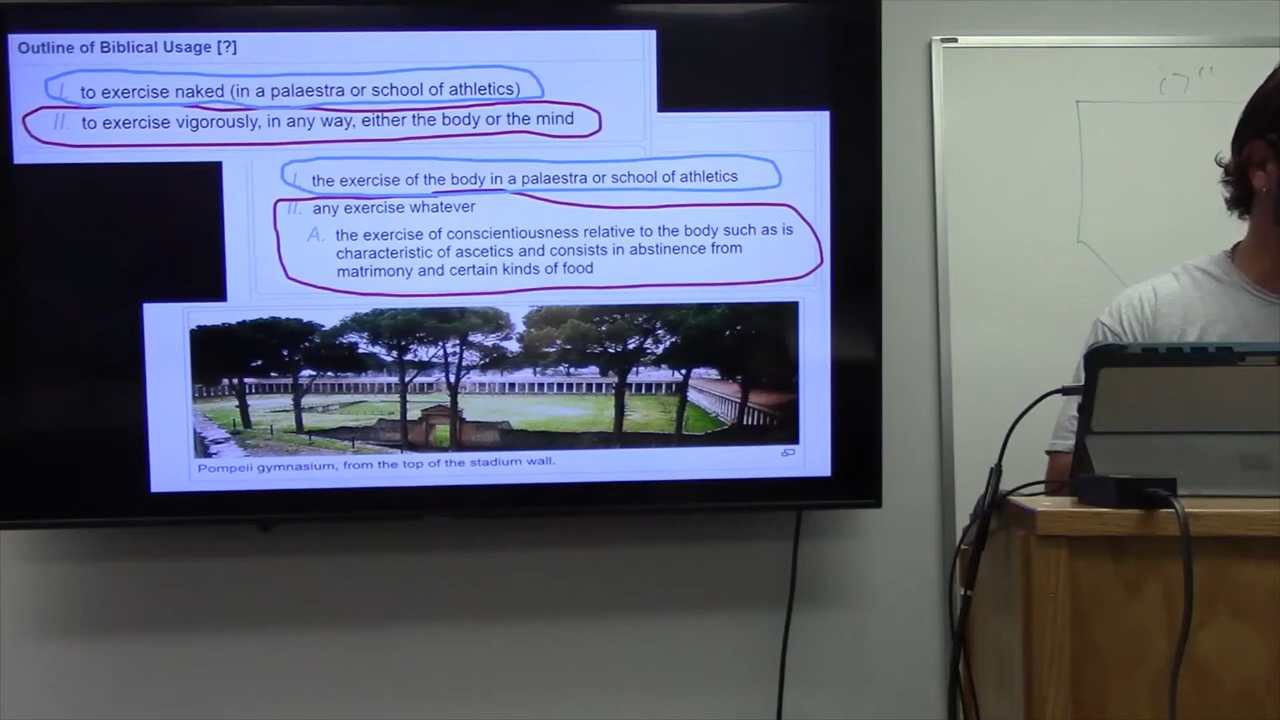 Outline of Biblical Usage [?]
I. to exercise naked (in a palaestra or school of athletics)
II. to exercise vigorously, in any way, either the body or the mind
I. the exercise of the body in a palaestra or school of athletics
II. any exercise whatever
A. the exercise of conscientiousness relative to the body such as is
characteristic of ascetics and consists in abstinence from
matrimony and certain kinds of food
Pompeii gymnasium, from the top of the stadium wall.